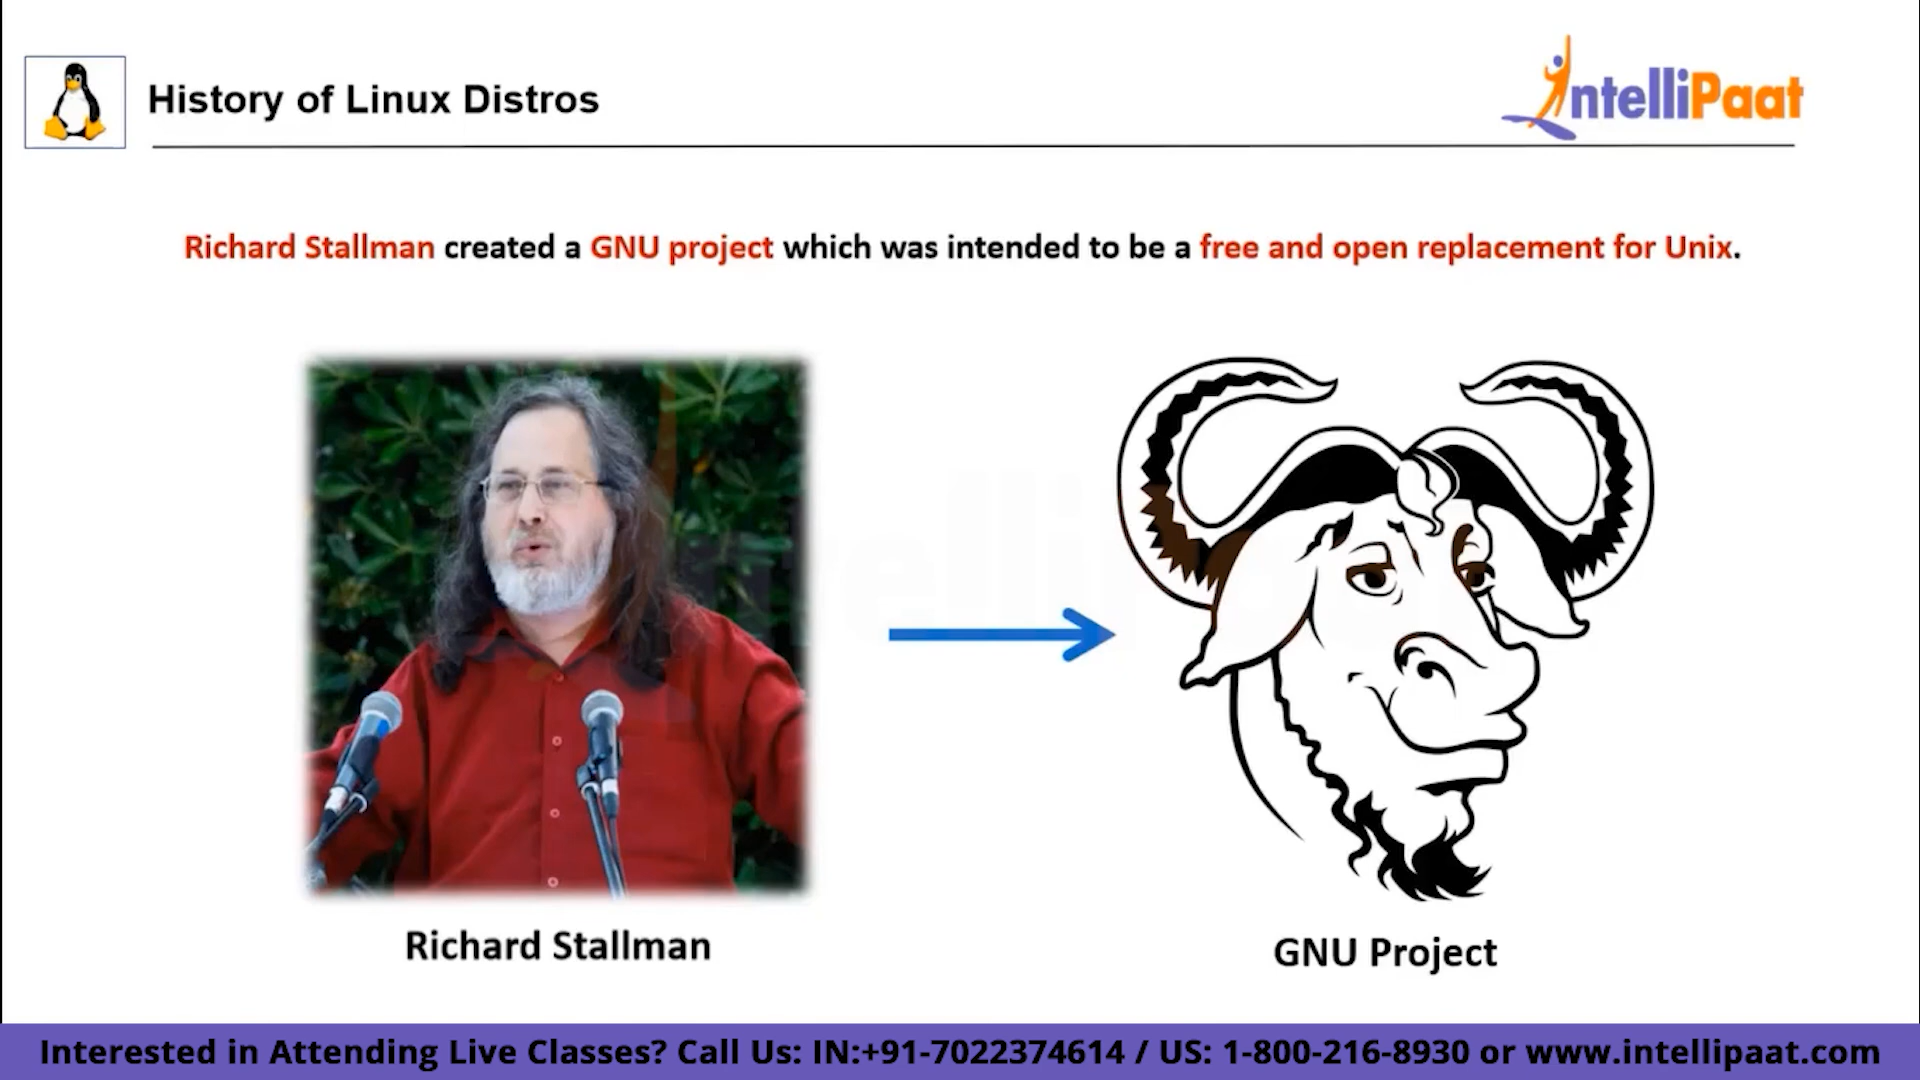 History of Linux Distros
IntelliPaat
Richard Stallman created a GNU project which was intended to be a free and open replacement for Unix.
Richard Stallman
GNU Project
Interested in Attending Live Classes? Call Us: IN:+91-7022374614 / US: 1-800-216-8930 or www.intellipaat.com